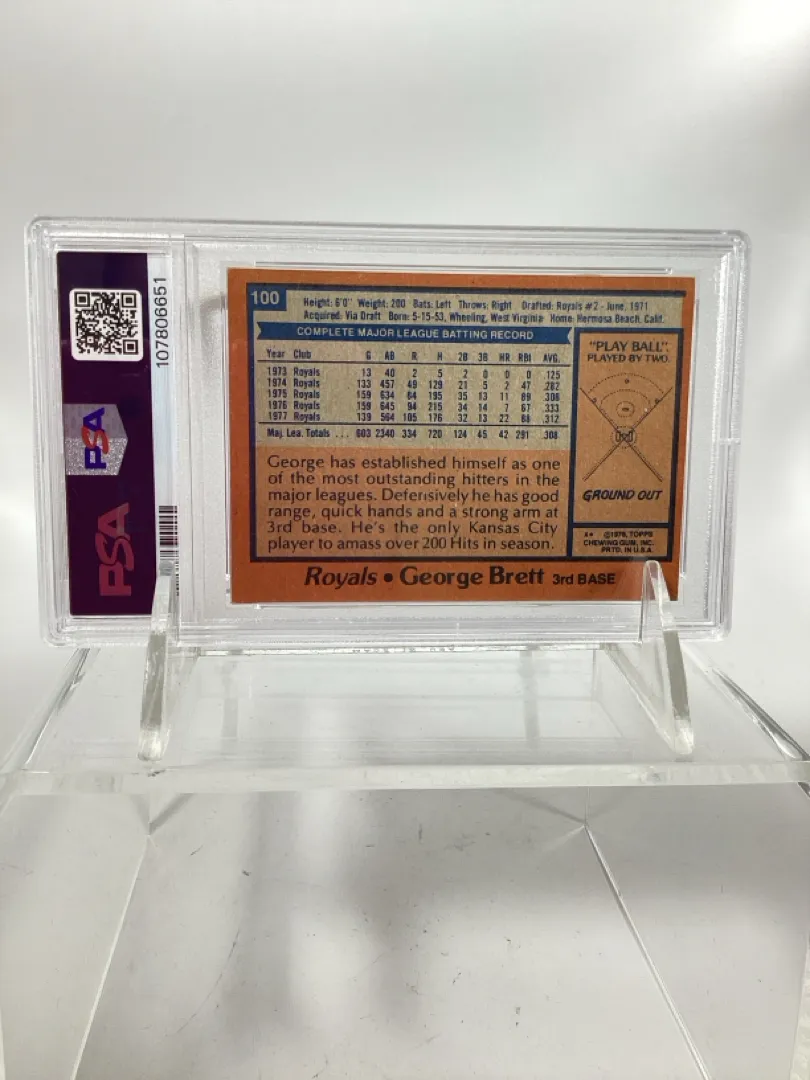 107806651
PSA
PSA
100
Height: 6'0" Weight: 200 Bats: Left Throws: Right Drafted: Royals #2 - June, 1971
Acquired: Via Draft Born: 5-15-53, Wheeling, West Virginia Home: Hermosa Beach, Calif.
COMPLETE MAJOR LEAGUE BATTING RECORD
Year Club G AB R H 2B 3B HR RBI AVG.
1973 Royals 13 40 2 5 2 0 0 0 .125
1974 Royals 133 457 49 129 21 5 2 47 .282
1975 Royals 159 634 84 195 35 13 11 89 .308
1976 Royals 159 645 94 215 34 14 7 67 .333
1977 Royals 139 564 105 176 32 13 22 88 .312
Maj. Lea. Totals ... 603 2340 334 720 124 45 42 291 .308
George has established himself as one
of the most outstanding hitters in the
major leagues. Defensively he has good
range, quick hands and a strong arm at
3rd base. He's the only Kansas City
player to amass over 200 Hits in season.
"PLAY BALL"
PLAYED BY TWO.
GROUND OUT
©1978, TOPPS
CHEWING GUM, INC.
PRTD. IN U.S.A.
Royals • George Brett 3rd BASE